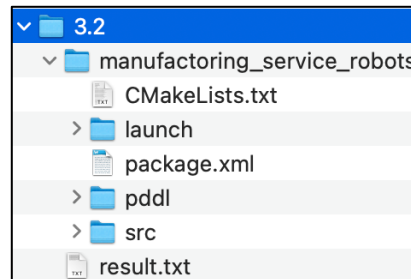 3.2
manufactoring_service_robots
CMakeLists.txt
launch
package.xml
pddl
src
result.txt